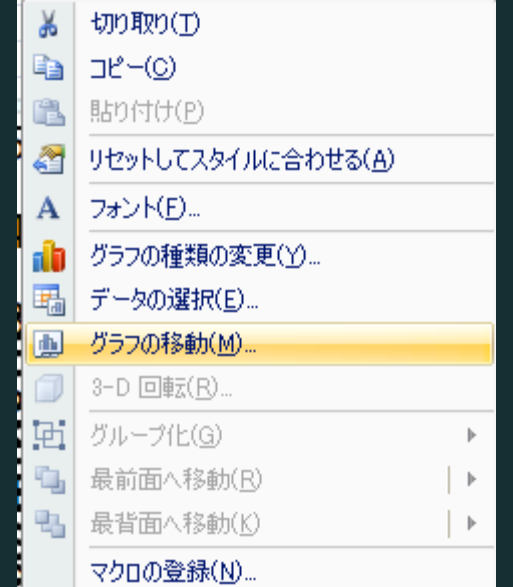 切り取り(T)
コピー(C)
貼り付け(P)
リセットしてスタイルに合わせる(A)
フォント(F)...
グラフの種類の変更(Y)...
データの選択(E)...
グラフの移動(M)...
3-D 回転(R)...
グループ化(G)
最前面へ移動(R)
最背面へ移動(K)
マクロの登録(N)...